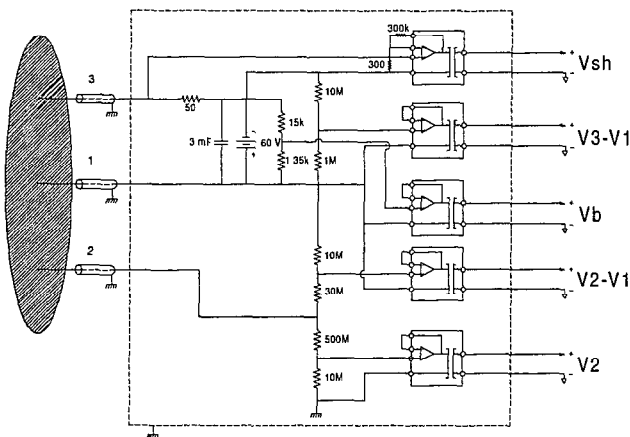 300k
+
Vsh
-
300
3
10M
50
15k
+
V3-V1
-
3 mF
-
60 V
+
1.35k
1M
1
+
Vb
-
2
10M
+
V2-V1
-
30M
500M
+
V2
-
10M